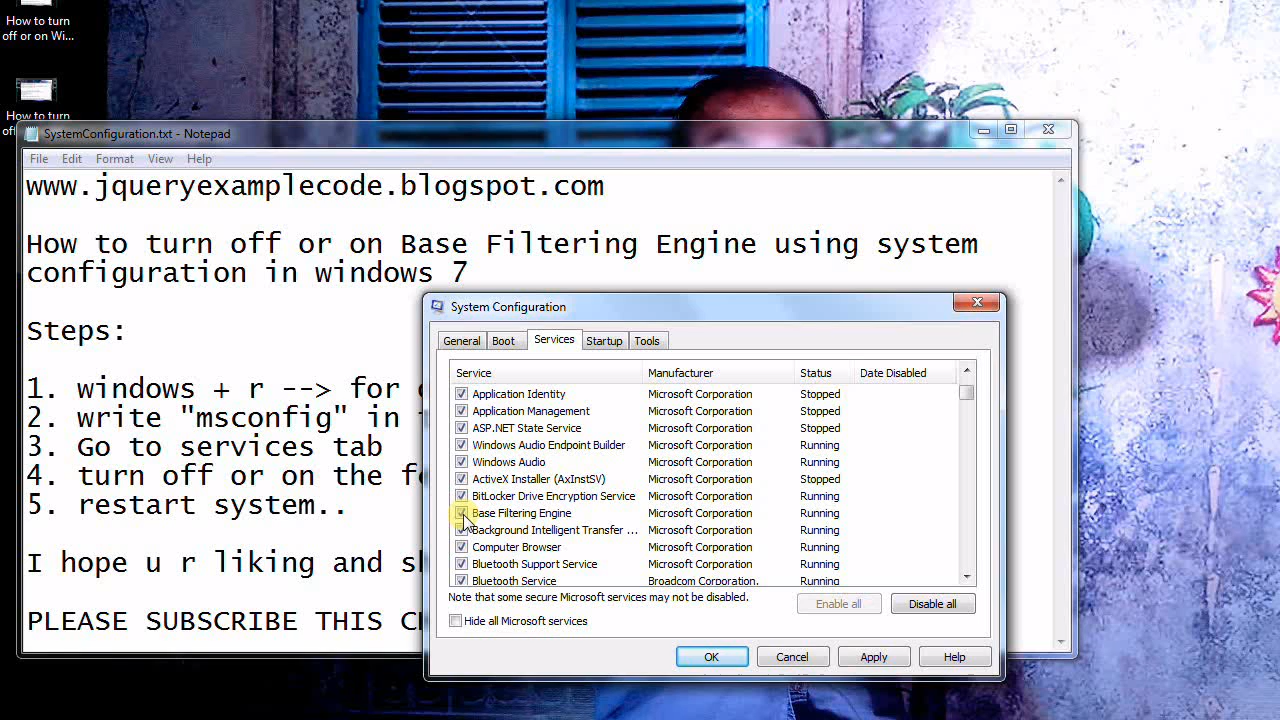 How to turn
off or on Wi...
How to turn
SystemConfiguration.txt - Notepad
File Edit Format View Help
www.jqueryexamplecode.blogspot.com
How to turn off or on Base Filtering Engine using system
configuration in windows 7
Steps:
1. windows + r --> for
2. write "msconfig" in
3. Go to services tab
4. turn off or on the
5. restart system..
I hope u r liking and
PLEASE SUBSCRIBE THIS
System Configuration
General Boot Services Startup Tools
Service Manufacturer Status Date Disabled
Application Identity Microsoft Corporation Stopped
Application Management Microsoft Corporation Stopped
ASP.NET State Service Microsoft Corporation Stopped
Windows Audio Endpoint Builder Microsoft Corporation Running
Windows Audio Microsoft Corporation Running
ActiveX Installer (AxInstSV) Microsoft Corporation Stopped
BitLocker Drive Encryption Service Microsoft Corporation Running
Base Filtering Engine Microsoft Corporation Running
Background Intelligent Transfer ... Microsoft Corporation Running
Computer Browser Microsoft Corporation Running
Bluetooth Support Service Microsoft Corporation Running
Bluetooth Service Broadcom Corporation. Running
Note that some secure Microsoft services may not be disabled.
Enable all Disable all
Hide all Microsoft services
OK Cancel Apply Help